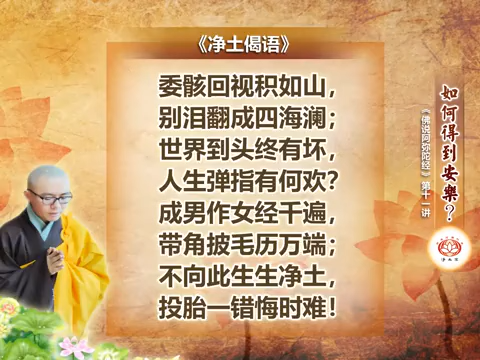 《净土偈语》
委骸回视积如山，
别泪翻成四海澜；
世界到头终有坏，
人生弹指有何欢？
成男作女经千遍，
带角披毛历万端；
不向此生生净土，
投胎一错悔时难！
如何得到安樂？
《佛说阿弥陀经》第十一讲